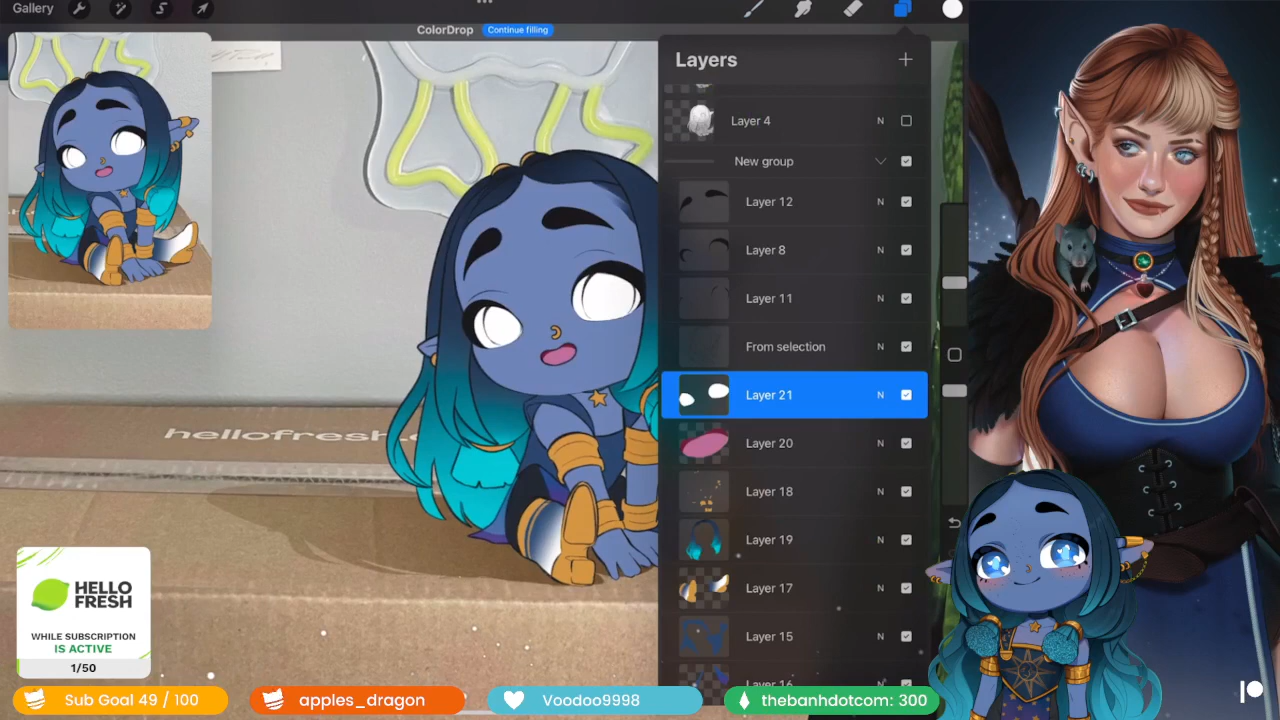 Gallery
ColorDrop Continue filling
Layers
Layer 4 N
New group
Layer 12 N
Layer 8 N
Layer 11 N
From selection N
Layer 21 N
Layer 20 N
Layer 18 N
Layer 19 N
Layer 17 N
Layer 15 N
Layer 16 N
hellofresh
HELLO
FRESH
WHILE SUBSCRIPTION
IS ACTIVE
1/50
Sub Goal 49 / 100
apples_dragon
Voodoo9998
thebanhdotcom: 300